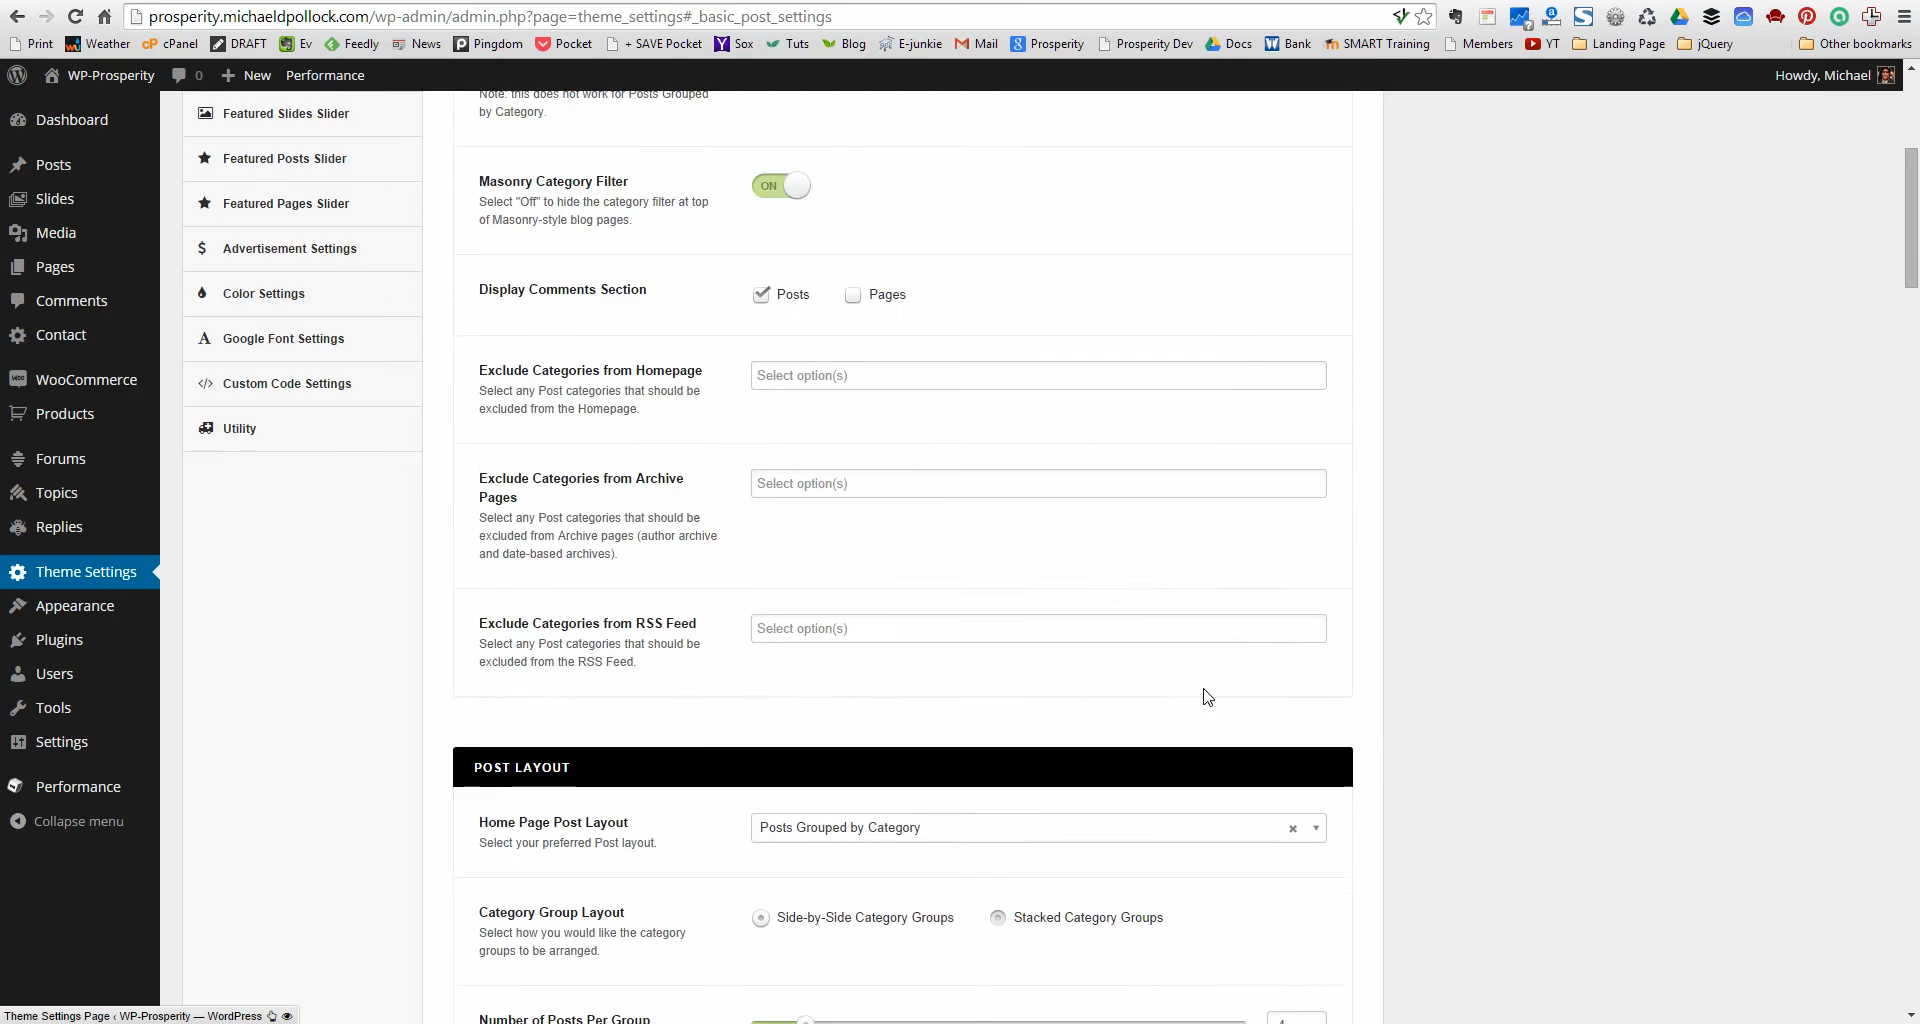 prosperity.michaeldpollock.com/wp-admin/admin.php?page=theme_settings#_basic_post_settings
Print Weather cPanel DRAFT Ev Feedly News Pingdom Pocket + SAVE Pocket Sox Tuts Blog E-junkie Mail Prosperity Prosperity Dev Docs Bank SMART Training Members YT Landing Page jQuery Other bookmarks
WP-Prosperity 0 New Performance Howdy, Michael
Dashboard
Posts
Slides
Media
Pages
Comments
Contact
WooCommerce
Products
Forums
Topics
Replies
Theme Settings
Appearance
Plugins
Users
Tools
Settings
Performance
Collapse menu
Featured Slides Slider
Featured Posts Slider
Featured Pages Slider
Advertisement Settings
Color Settings
Google Font Settings
Custom Code Settings
Utility
Note: this does not work for Posts Grouped
by Category.
Masonry Category Filter
ON
Select "Off" to hide the category filter at top
of Masonry-style blog pages.
Display Comments Section
Posts Pages
Exclude Categories from Homepage
Select option(s)
Select any Post categories that should be
excluded from the Homepage.
Exclude Categories from Archive
Pages
Select option(s)
Select any Post categories that should be
excluded from Archive pages (author archive
and date-based archives).
Exclude Categories from RSS Feed
Select option(s)
Select any Post categories that should be
excluded from the RSS Feed.
POST LAYOUT
Home Page Post Layout
Posts Grouped by Category
Select your preferred Post layout.
Category Group Layout
Side-by-Side Category Groups Stacked Category Groups
Select how you would like the category
groups to be arranged.
Number of Posts Per Group
Theme Settings Page ‹ WP-Prosperity — WordPress